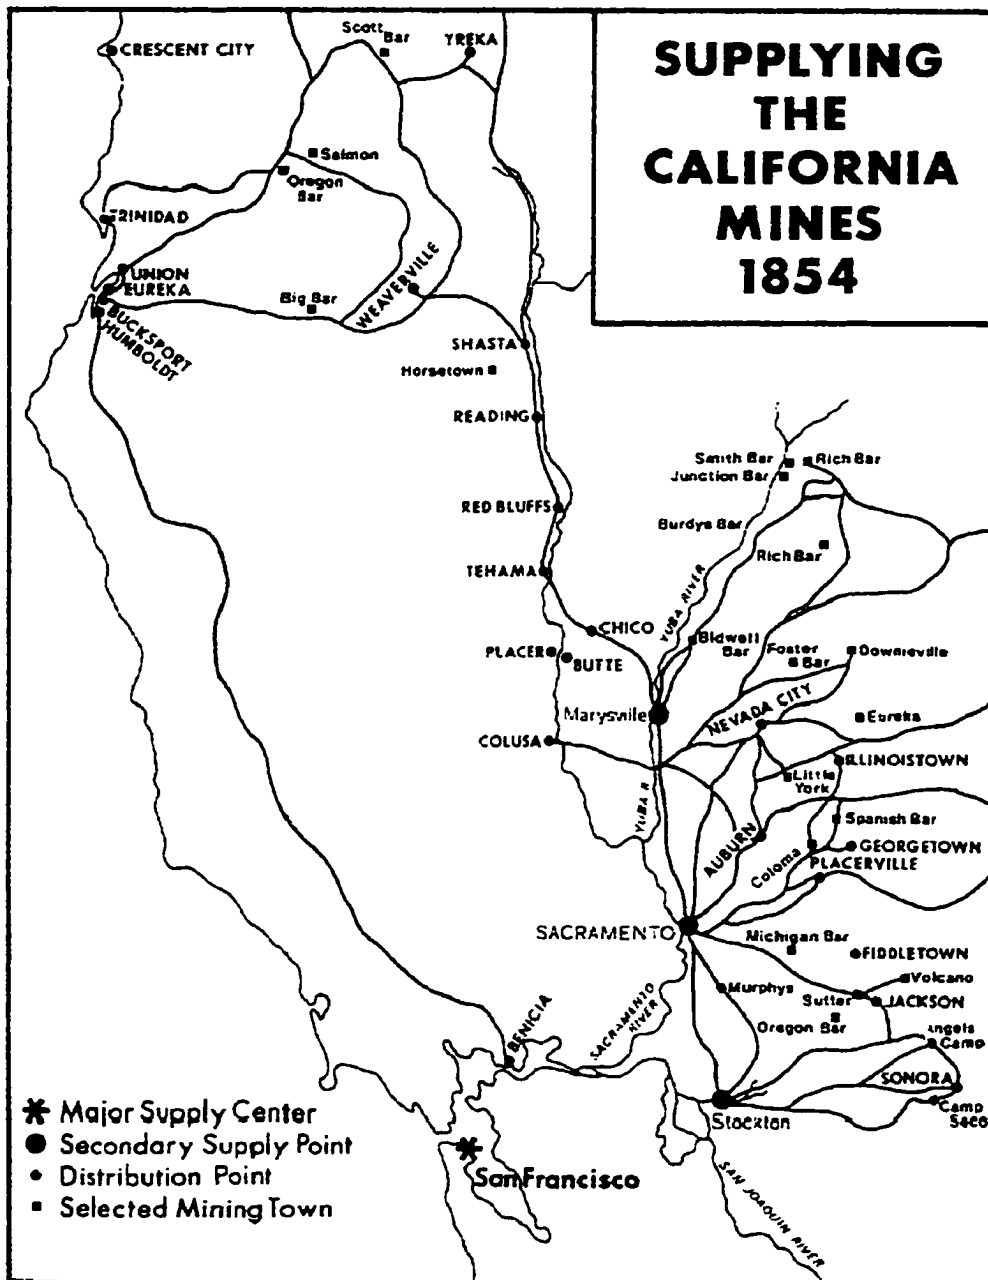 SUPPLYING
THE
CALIFORNIA
MINES
1854
CRESCENT CITY
Scott
Bar
YREKA
Salmon
Oregon
Bar
TRINIDAD
UNION
EUREKA
BUCKSPORT
HUMBOLDT
Big Bar
WEAVERVILLE
SHASTA
Horsetown
READING
RED BLUFFS
TEHAMA
CHICO
PLACER
BUTTE
COLUSA
Smith Bar
Rich Bar
Junction Bar
Burdys Bar
Rich Bar
YUBA RIVER
Bidwell
Bar
Foster
Bar
Downieville
Marysville
NEVADA CITY
Eureka
ILLINOISTOWN
Little
York
YUBA R
Spanish Bar
AUBURN
Coloma
GEORGETOWN
PLACERVILLE
SACRAMENTO
Michigan Bar
FIDDLETOWN
Volcano
Murphys
Sutter
JACKSON
Oregon Bar
Angels
Camp
SONORA
Camp
Seco
BENICIA
SACRAMENTO
RIVER
Stockton
SAN JOAQUIN RIVER
San Francisco
Major Supply Center
Secondary Supply Point
Distribution Point
Selected Mining Town